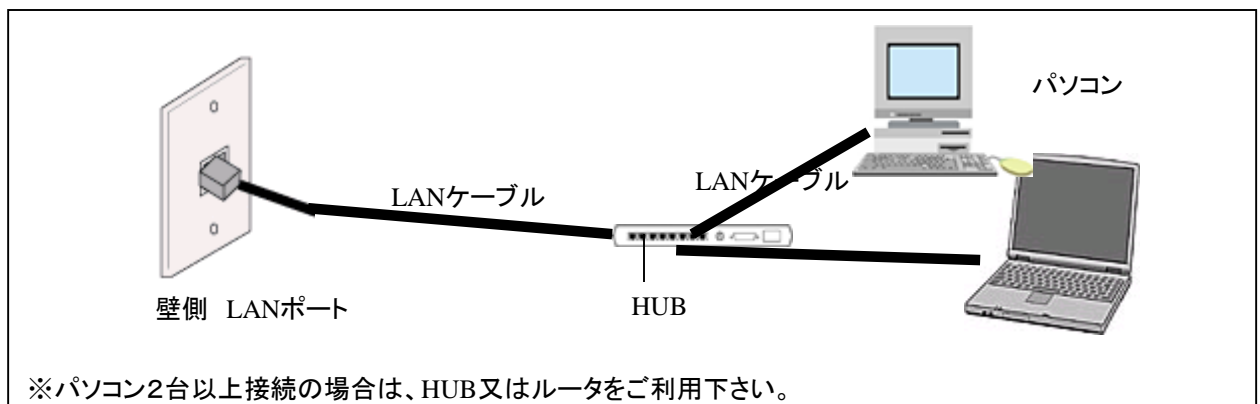 パソコン
LANケーブル
LANケーブル
壁側 LANポート
HUB
※パソコン２台以上接続の場合は、HUB又はルータをご利用下さい。